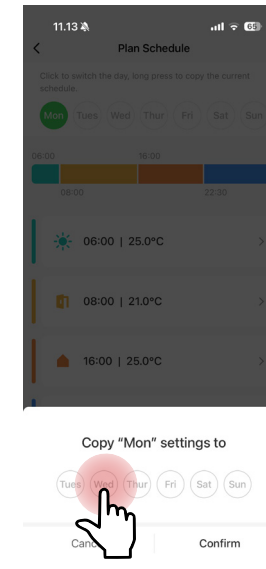 11.13
65
Plan Schedule
Click to switch the day, long press to copy the current
schedule.
Mon Tues Wed Thur Fri Sat Sun
06:00 16:00
08:00 22:30
06:00 | 25.0°C
08:00 | 21.0°C
16:00 | 25.0°C
Copy “Mon” settings to
Tues Wed Thur Fri Sat Sun
Confirm